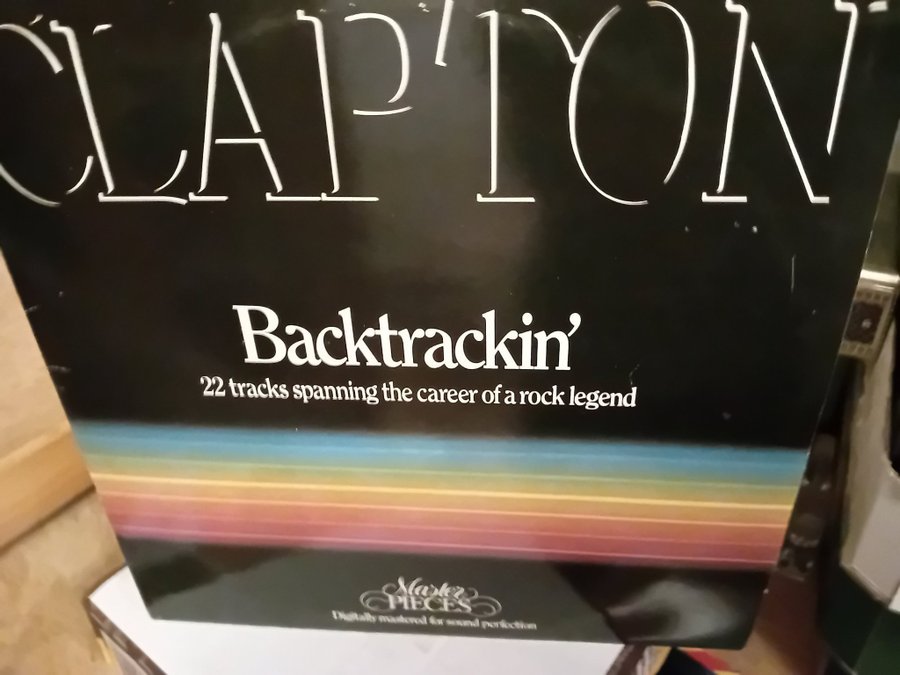 CLAPTON
Backtrackin’
22 tracks spanning the career of a rock legend
Master
PIECES
Digitally mastered for sound perfection